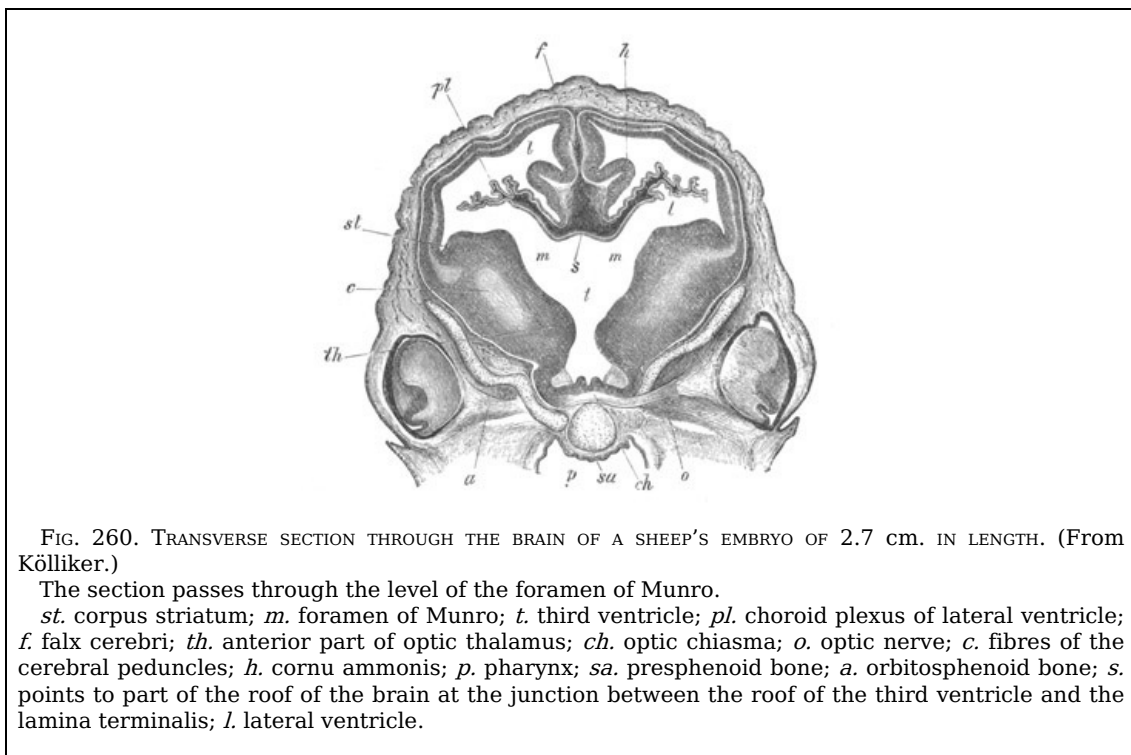 f h
pl
l
l
st
m s m
c t
th
a p sa ch o
FIG. 260. TRANSVERSE SECTION THROUGH THE BRAIN OF A SHEEP'S EMBRYO OF 2.7 CM. IN LENGTH. (From
Kölliker.)
The section passes through the level of the foramen of Munro.
st. corpus striatum; m. foramen of Munro; t. third ventricle; pl. choroid plexus of lateral ventricle;
f. falx cerebri; th. anterior part of optic thalamus; ch. optic chiasma; o. optic nerve; c. fibres of the
cerebral peduncles; h. cornu ammonis; p. pharynx; sa. presphenoid bone; a. orbitosphenoid bone; s.
points to part of the roof of the brain at the junction between the roof of the third ventricle and the
lamina terminalis; l. lateral ventricle.